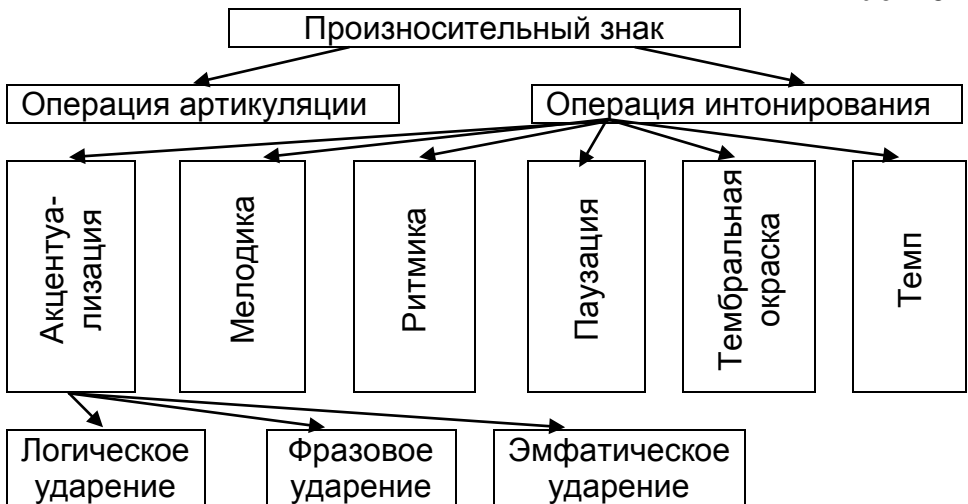 Произносительный знак
Операция артикуляции
Операция интонирования
Акцентуа-
лизация
Мелодика
Ритмика
Паузация
Тембральная
окраска
Темп
Логическое
ударение
Фразовое
ударение
Эмфатическое
ударение